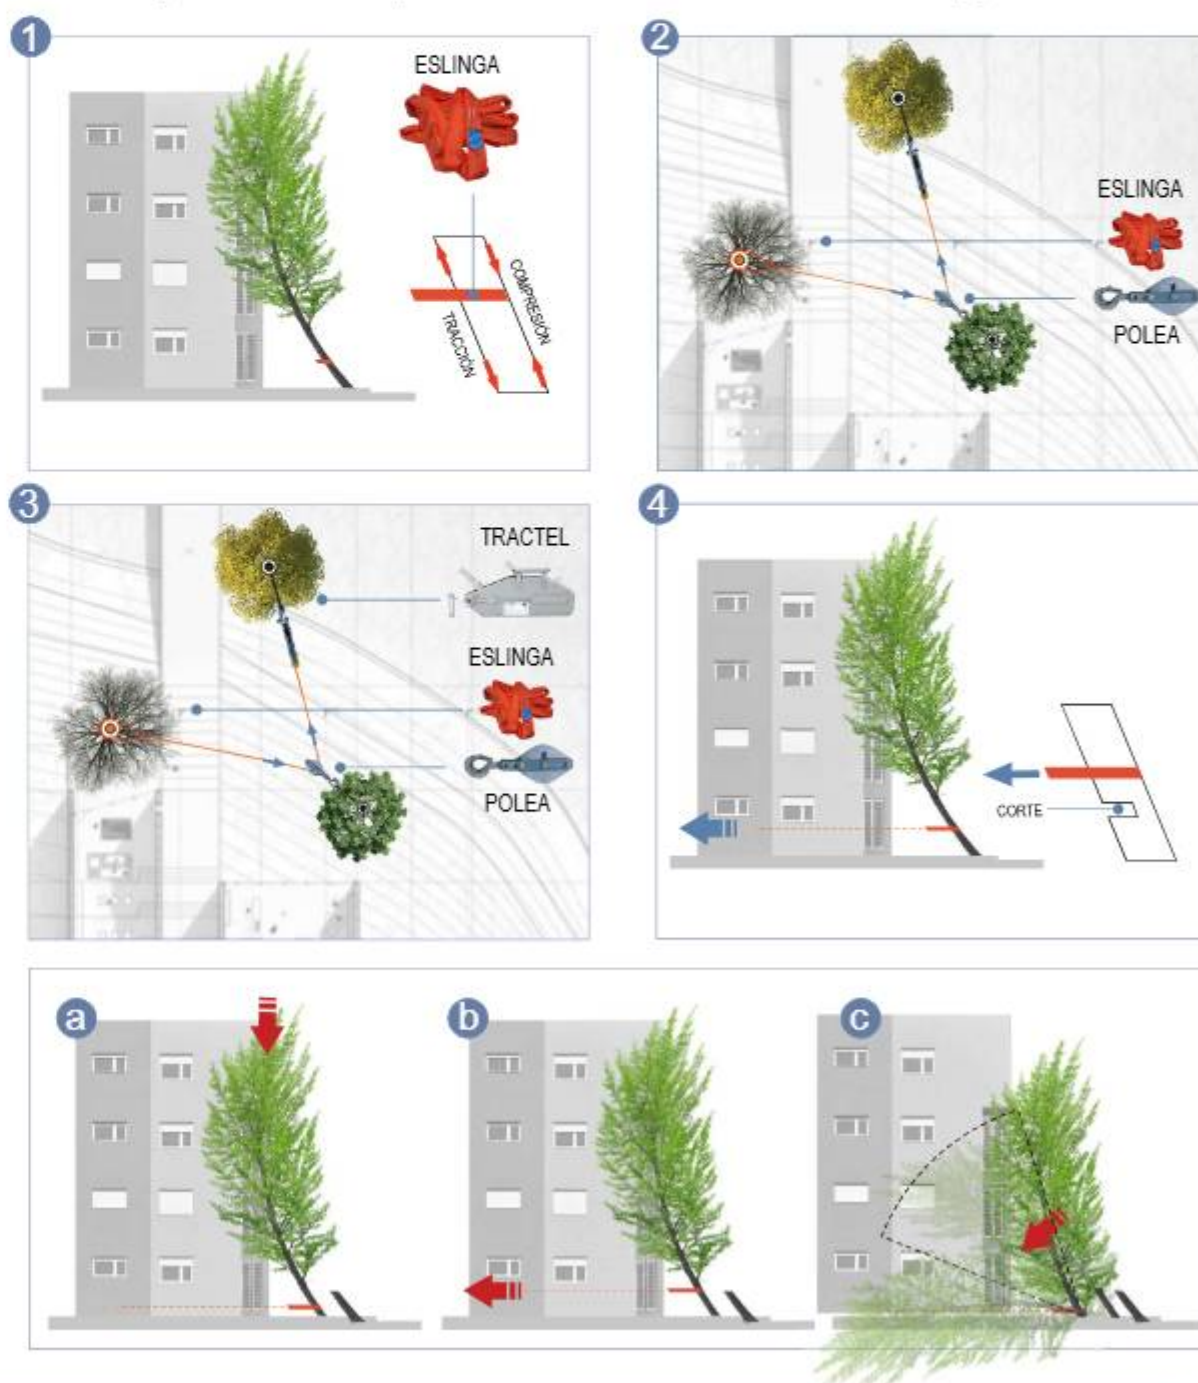 1
ESLINGA
COMPRESIÓN
TRACCIÓN
2
ESLINGA
POLEA
3
TRACTEL
ESLINGA
POLEA
4
CORTE
a
b
c